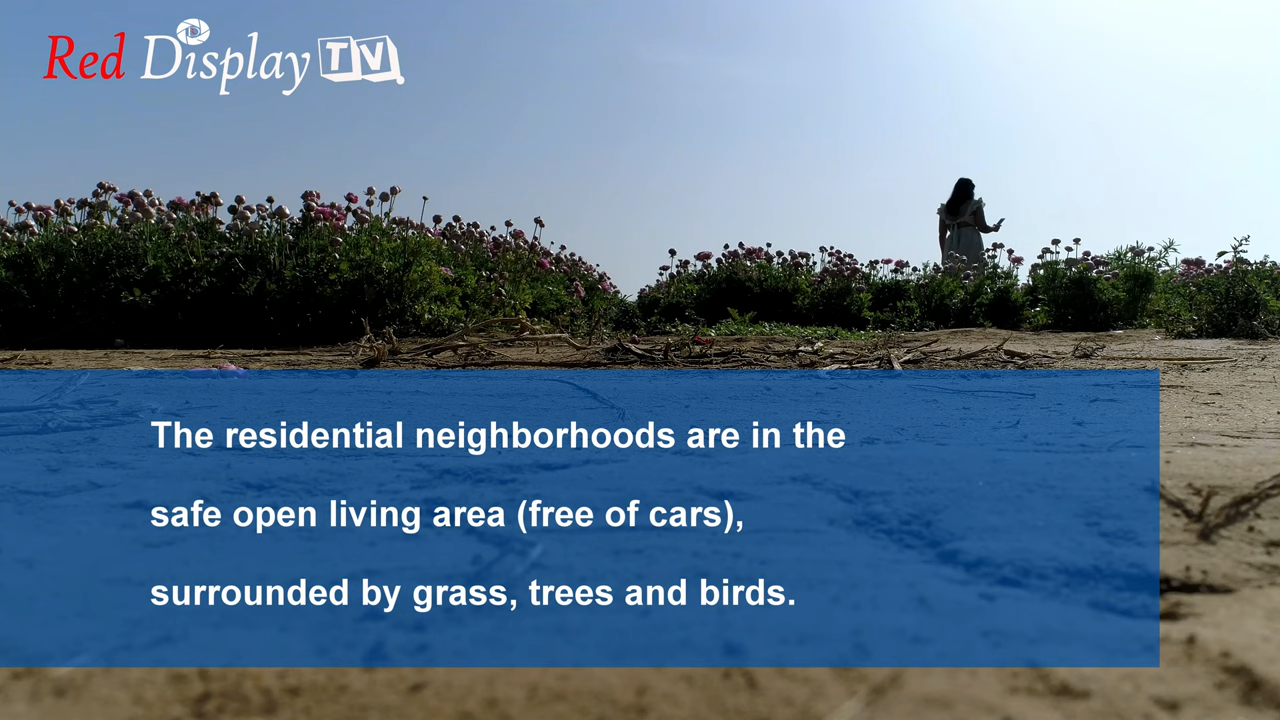 Red Display TV
The residential neighborhoods are in the
safe open living area (free of cars),
surrounded by grass, trees and birds.